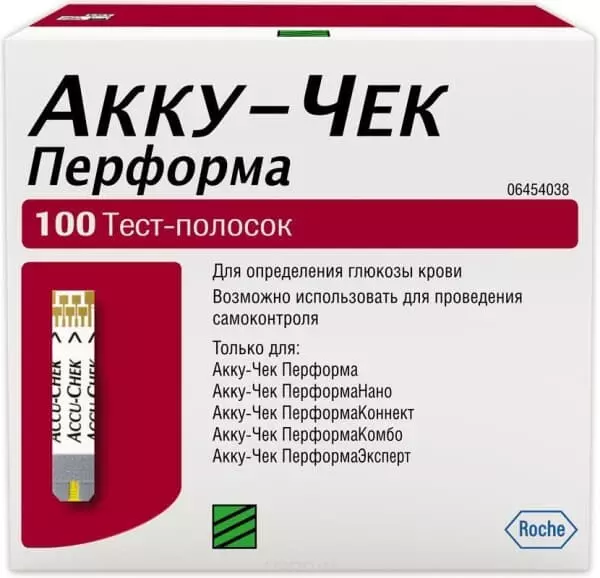 Акку-Чек
Перформа
06454038
100 Тест-полосок
Для определения глюкозы крови
Возможно использовать для проведения
самоконтроля
Только для:
Акку-Чек Перформа
Акку-Чек ПерформаНано
Акку-Чек ПерформаКоннект
Акку-Чек ПерформаКомбо
Акку-Чек ПерформаЭксперт
ACCU-CHEK >
ACCU-CHEK >
ACCU-CHEK >
Roche